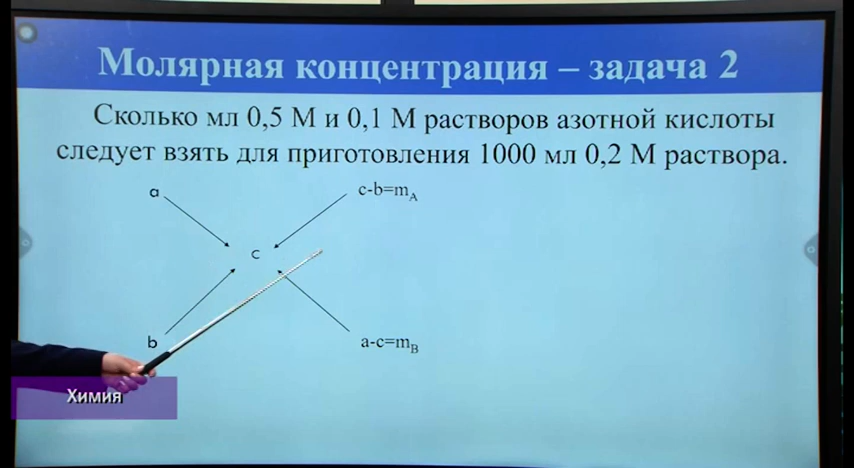 Молярная концентрация – задача 2
Сколько мл 0,5 М и 0,1 М растворов азотной кислоты
следует взять для приготовления 1000 мл 0,2 М раствора.
a
c-b=mA
c
b
a-c=mB
Химия